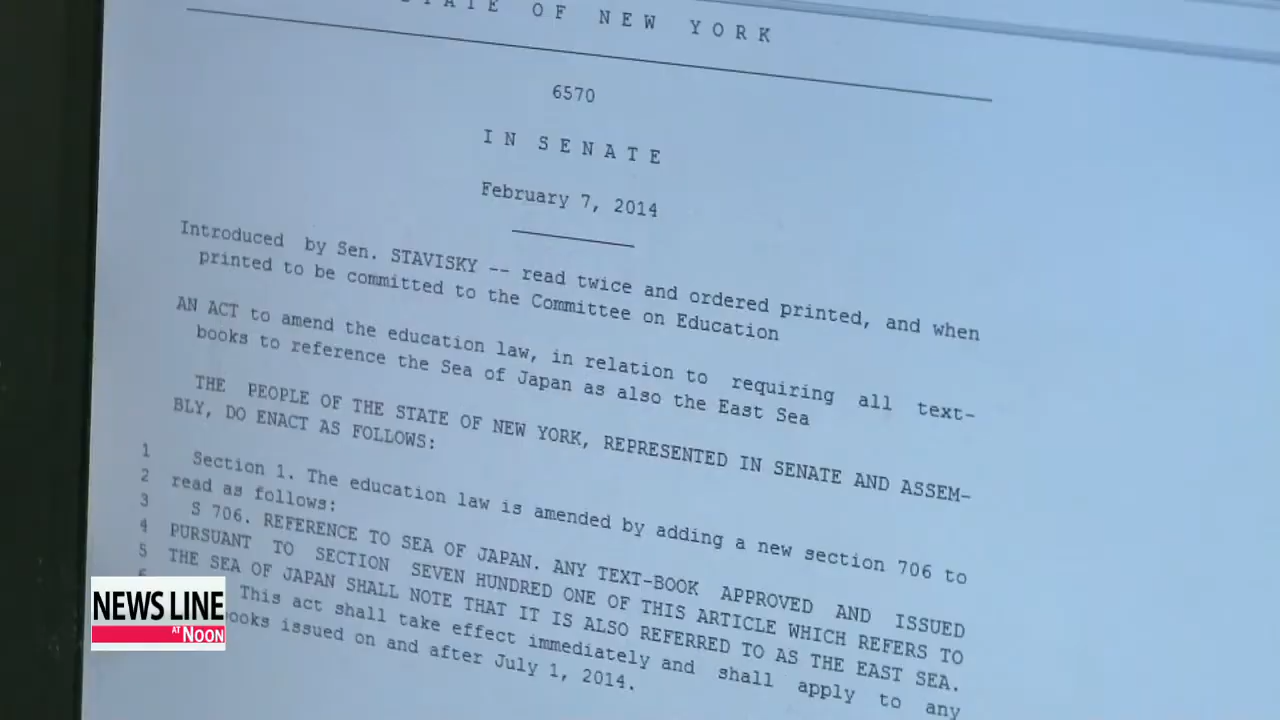 STATE OF NEW YORK
6570
IN SENATE
February 7, 2014
Introduced by Sen. STAVISKY -- read twice and ordered printed, and when
printed to be committed to the Committee on Education
AN ACT to amend the education law, in relation to requiring all text-
books to reference the Sea of Japan as also the East Sea
THE PEOPLE OF THE STATE OF NEW YORK, REPRESENTED IN SENATE AND ASSEM-
BLY, DO ENACT AS FOLLOWS:
1 Section 1. The education law is amended by adding a new section 706 to
2 read as follows:
3 S 706. REFERENCE TO SEA OF JAPAN. ANY TEXT-BOOK APPROVED AND ISSUED
4 PURSUANT TO SECTION SEVEN HUNDRED ONE OF THIS ARTICLE WHICH REFERS TO
5 THE SEA OF JAPAN SHALL NOTE THAT IT IS ALSO REFERRED TO AS THE EAST SEA.
This act shall take effect immediately and shall apply to any
ooks issued on and after July 1, 2014.
NEWS LINE
AT NOON